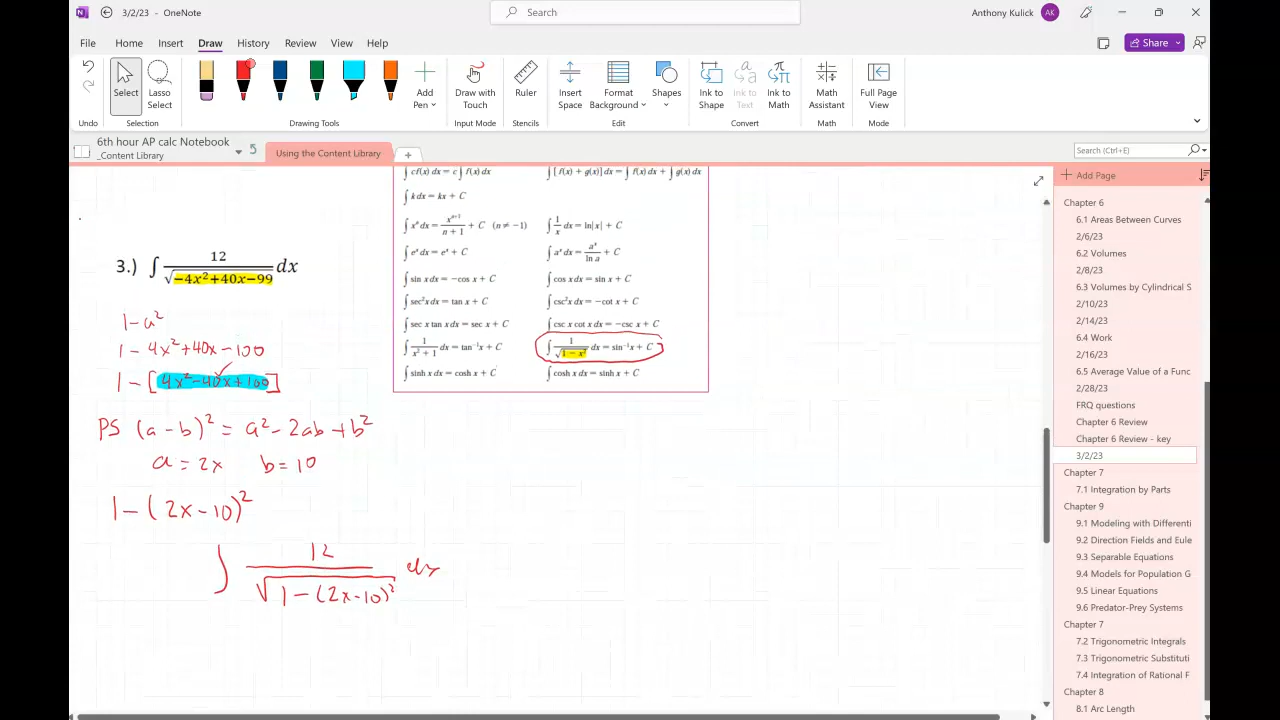 3/2/23 - OneNote
Search
Anthony Kulick AK
File Home Insert Draw History Review View Help
Share
Select
Lasso Select
Add Pen
Draw with Touch
Ruler
Insert Space
Format Background
Shapes
Ink to Shape
Ink to Text
Ink to Math
Math Assistant
Full Page View
Undo Selection Drawing Tools Input Mode Stencils Edit Convert Math Mode
6th hour AP calc Notebook
_Content Library
Using the Content Library
Search (Ctrl+E)
Add Page
∫ cf(x) dx = c ∫ f(x) dx ∫ [f(x) + g(x)] dx = ∫ f(x) dx + ∫ g(x) dx
∫ k dx = kx + C
∫ xⁿ dx = xⁿ⁺¹/(n + 1) + C (n ≠ −1) ∫ 1/x dx = ln|x| + C
∫ eˣ dx = eˣ + C ∫ aˣ dx = aˣ/ln a + C
∫ sin x dx = −cos x + C ∫ cos x dx = sin x + C
∫ sec²x dx = tan x + C ∫ csc²x dx = −cot x + C
∫ sec x tan x dx = sec x + C ∫ csc x cot x dx = −csc x + C
∫ 1/(x² + 1) dx = tan⁻¹x + C ∫ 1/√(1 − x²) dx = sin⁻¹x + C
∫ sinh x dx = cosh x + C ∫ cosh x dx = sinh x + C
3.) ∫ 12/√(−4x²+40x−99) dx
1−a²
1−4x²+40x−100
1−[4x²−40x+100]
PS (a−b)² = a²−2ab+b²
a=2x b=10
1−(2x−10)²
∫ 12/√(1−(2x−10)²) dx
Chapter 6
6.1 Areas Between Curves
2/6/23
6.2 Volumes
2/8/23
6.3 Volumes by Cylindrical S
2/10/23
2/14/23
6.4 Work
2/16/23
6.5 Average Value of a Func
2/28/23
FRQ questions
Chapter 6 Review
Chapter 6 Review - key
3/2/23
Chapter 7
7.1 Integration by Parts
Chapter 9
9.1 Modeling with Differenti
9.2 Direction Fields and Eule
9.3 Separable Equations
9.4 Models for Population G
9.5 Linear Equations
9.6 Predator-Prey Systems
Chapter 7
7.2 Trigonometric Integrals
7.3 Trigonometric Substituti
7.4 Integration of Rational F
Chapter 8
8.1 Arc Length